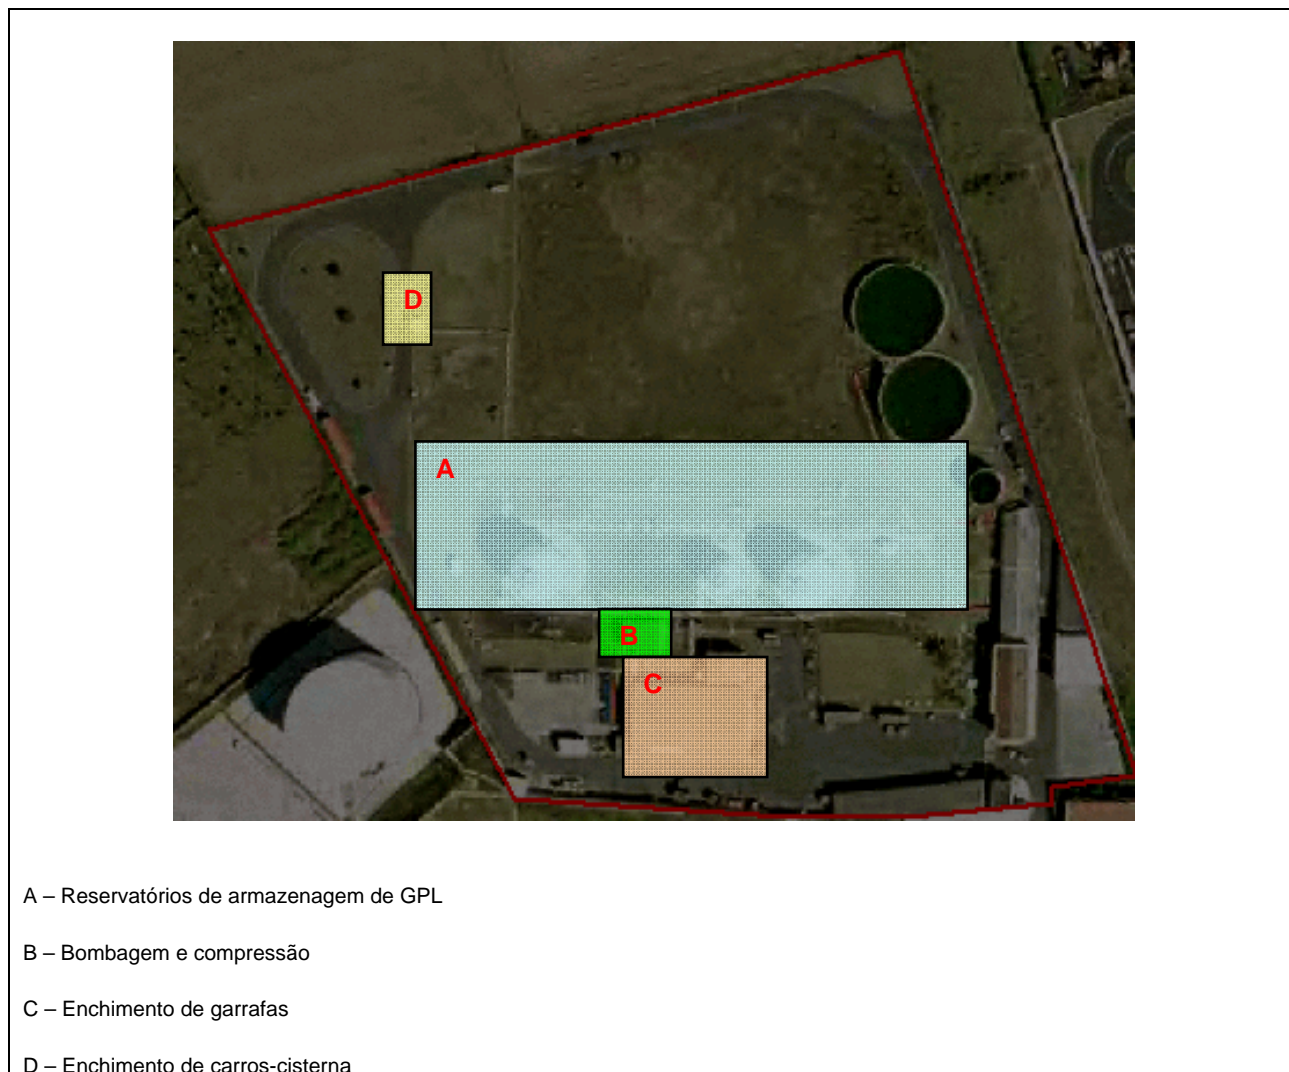 D
A
B
C
A – Reservatórios de armazenagem de GPL
B – Bombagem e compressão
C – Enchimento de garrafas
D – Enchimento de carros-cisterna